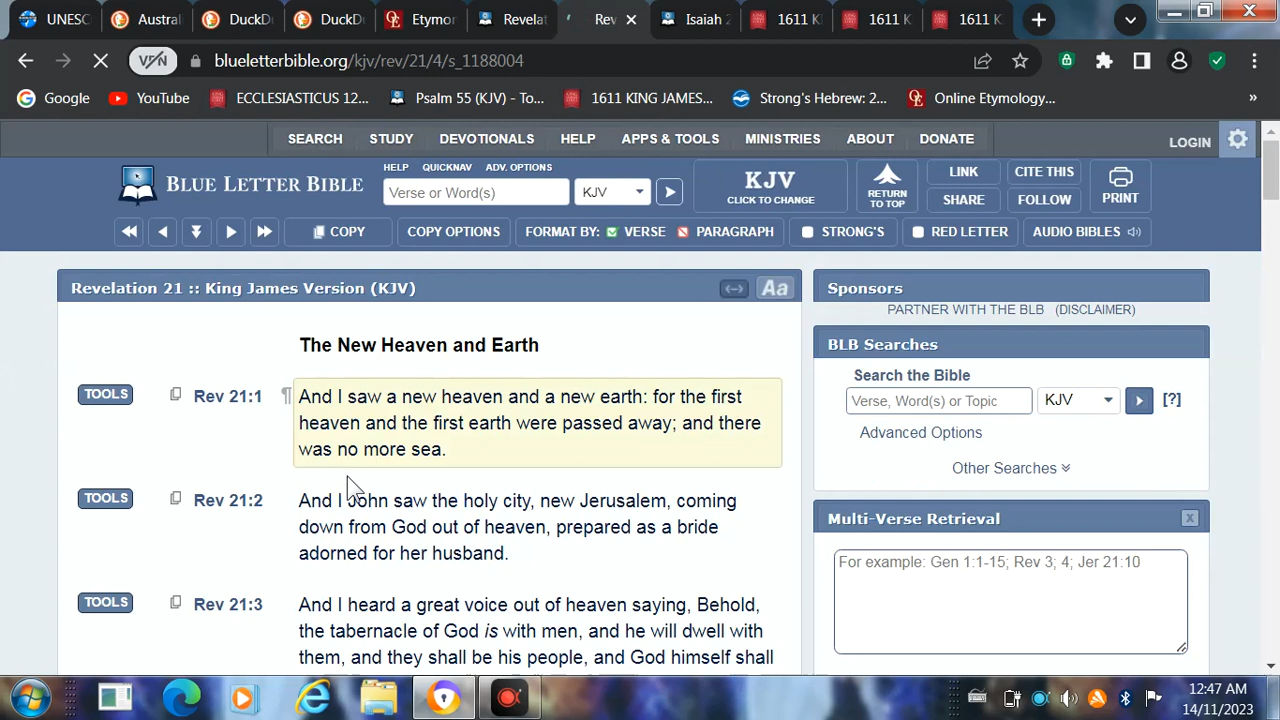 UNESC
Austral
DuckD
DuckD
Etymo
Revelat
Rev
Isaiah 2
1611 K
1611 K
1611 K
VPN
blueletterbible.org/kjv/rev/21/4/s_1188004
Google
YouTube
ECCLESIASTICUS 12...
Psalm 55 (KJV) - To...
1611 KING JAMES...
Strong's Hebrew: 2...
Online Etymology...
»
SEARCH STUDY DEVOTIONALS HELP APPS & TOOLS MINISTRIES ABOUT DONATE
LOGIN
BLUE LETTER BIBLE
HELP QUICKNAV ADV. OPTIONS
Verse or Word(s)
KJV
KJV
CLICK TO CHANGE
RETURN
TO TOP
LINK
CITE THIS
SHARE
FOLLOW
PRINT
COPY
COPY OPTIONS
FORMAT BY: VERSE PARAGRAPH
STRONG'S
RED LETTER
AUDIO BIBLES
Revelation 21 :: King James Version (KJV)
Aa
The New Heaven and Earth
TOOLS
Rev 21:1
¶
And I saw a new heaven and a new earth: for the first
heaven and the first earth were passed away; and there
was no more sea.
TOOLS
Rev 21:2
And I John saw the holy city, new Jerusalem, coming
down from God out of heaven, prepared as a bride
adorned for her husband.
TOOLS
Rev 21:3
And I heard a great voice out of heaven saying, Behold,
the tabernacle of God is with men, and he will dwell with
them, and they shall be his people, and God himself shall
Sponsors
PARTNER WITH THE BLB (DISCLAIMER)
BLB Searches
Search the Bible
Verse, Word(s) or Topic
KJV
[?]
Advanced Options
Other Searches
Multi-Verse Retrieval
X
For example: Gen 1:1-15; Rev 3; 4; Jer 21:10
12:47 AM
14/11/2023